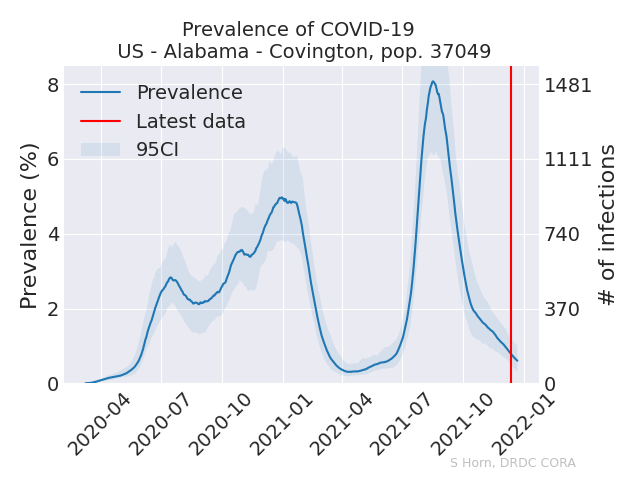 Prevalence of COVID-19
US - Alabama - Covington, pop. 37049
Prevalence
Latest data
95CI
Prevalence (%)
8
6
4
2
0
1481
1111
740
370
0
# of infections
2020-04
2020-07
2020-10
2021-01
2021-04
2021-07
2021-10
2022-01
S Horn, DRDC CORA